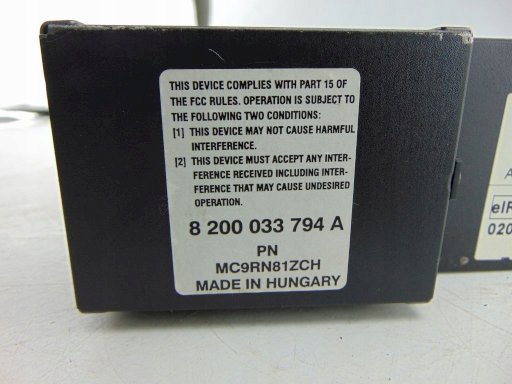 THIS DEVICE COMPLIES WITH PART 15 OF
THE FCC RULES. OPERATION IS SUBJECT TO
THE FOLLOWING TWO CONDITIONS:
[1] THIS DEVICE MAY NOT CAUSE HARMFUL
INTERFERENCE.
[2] THIS DEVICE MUST ACCEPT ANY INTER-
FERENCE RECEIVED INCLUDING INTER-
FERENCE THAT MAY CAUSE UNDESIRED
OPERATION.
8 200 033 794 A
PN
MC9RN81ZCH
MADE IN HUNGARY
A
eIR
020